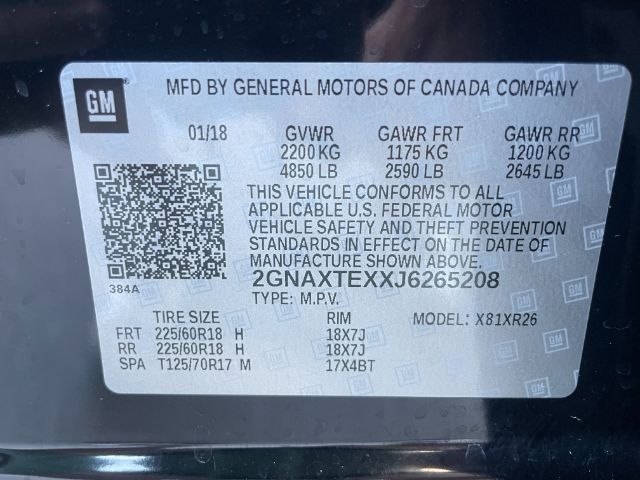 GM
MFD BY GENERAL MOTORS OF CANADA COMPANY
01/18 GVWR GAWR FRT GAWR RR
2200 KG 1175 KG 1200 KG
4850 LB 2590 LB 2645 LB
THIS VEHICLE CONFORMS TO ALL
APPLICABLE U.S. FEDERAL MOTOR
VEHICLE SAFETY AND THEFT PREVENTION
STANDARDS IN EFFECT ON THE DATE OF
MANUFACTURE SHOWN ABOVE.
384A
2GNAXTEXXJ6265208
TYPE: M.P.V.
TIRE SIZE RIM MODEL: X81XR26
FRT 225/60R18 H 18X7J
RR 225/60R18 H 18X7J
SPA T125/70R17 M 17X4BT